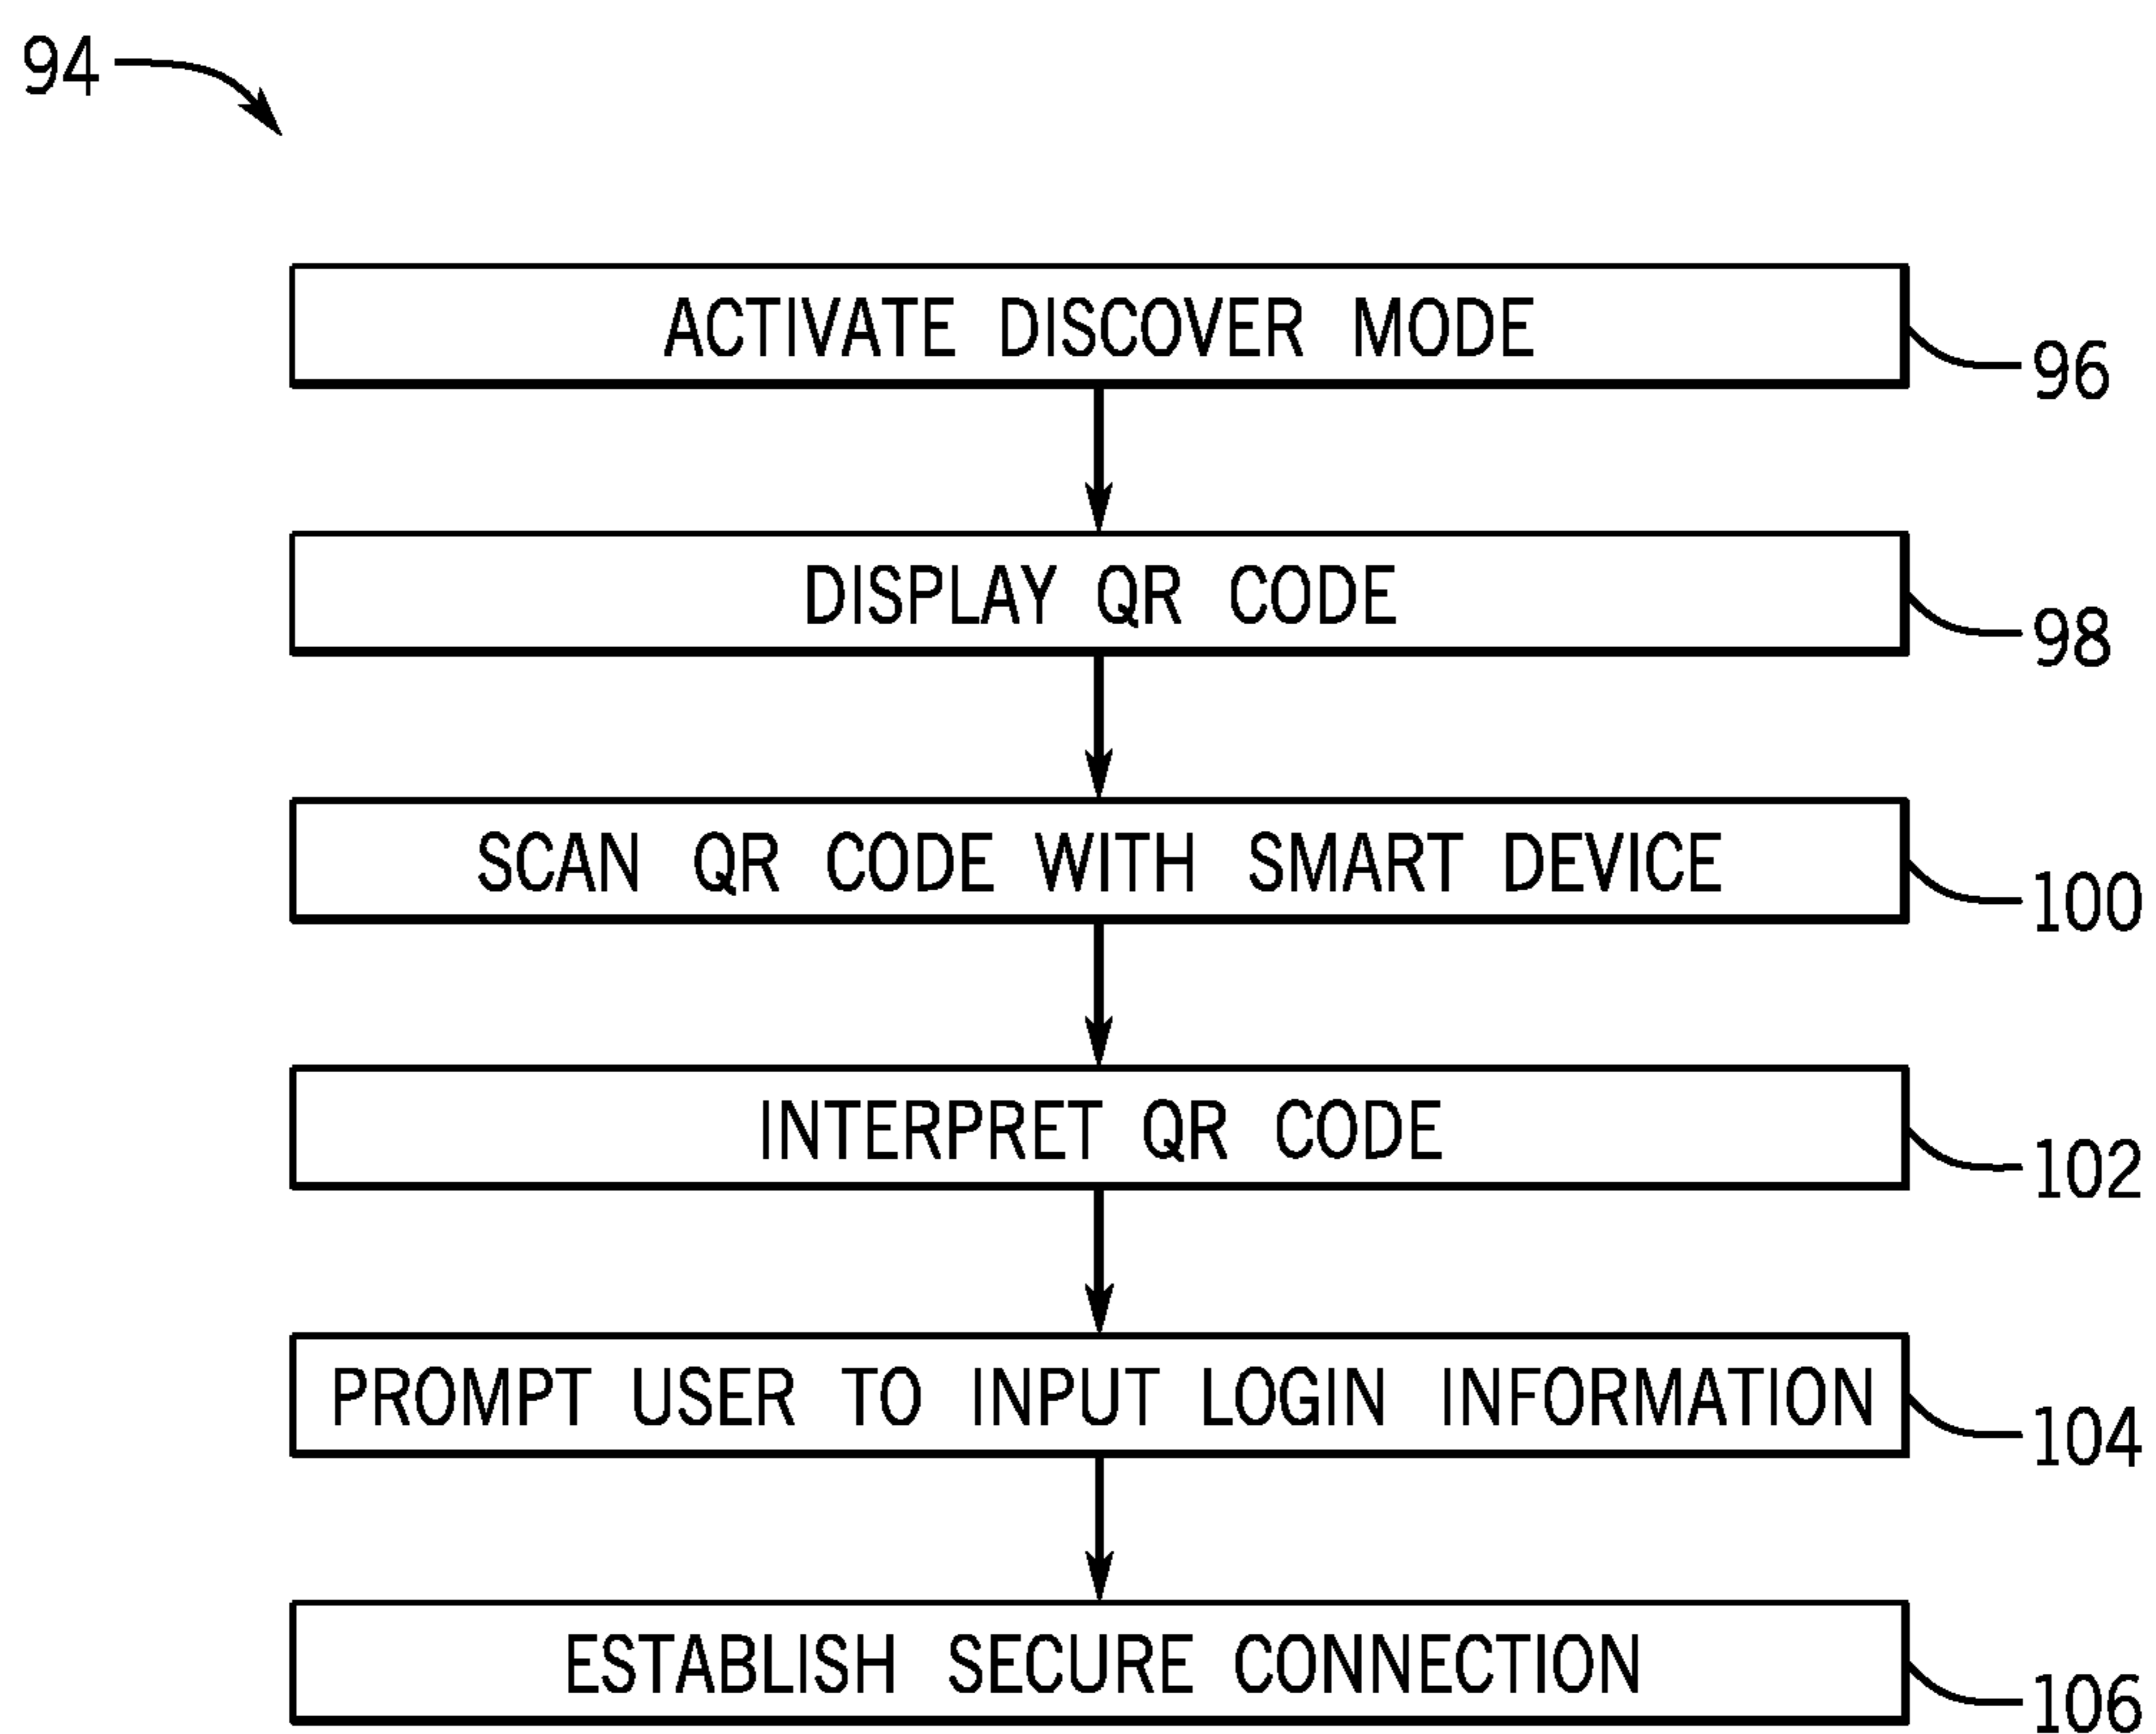 94
ACTIVATE DISCOVER MODE
96
DISPLAY QR CODE
98
SCAN QR CODE WITH SMART DEVICE
100
INTERPRET QR CODE
102
PROMPT USER TO INPUT LOGIN INFORMATION
104
ESTABLISH SECURE CONNECTION
106